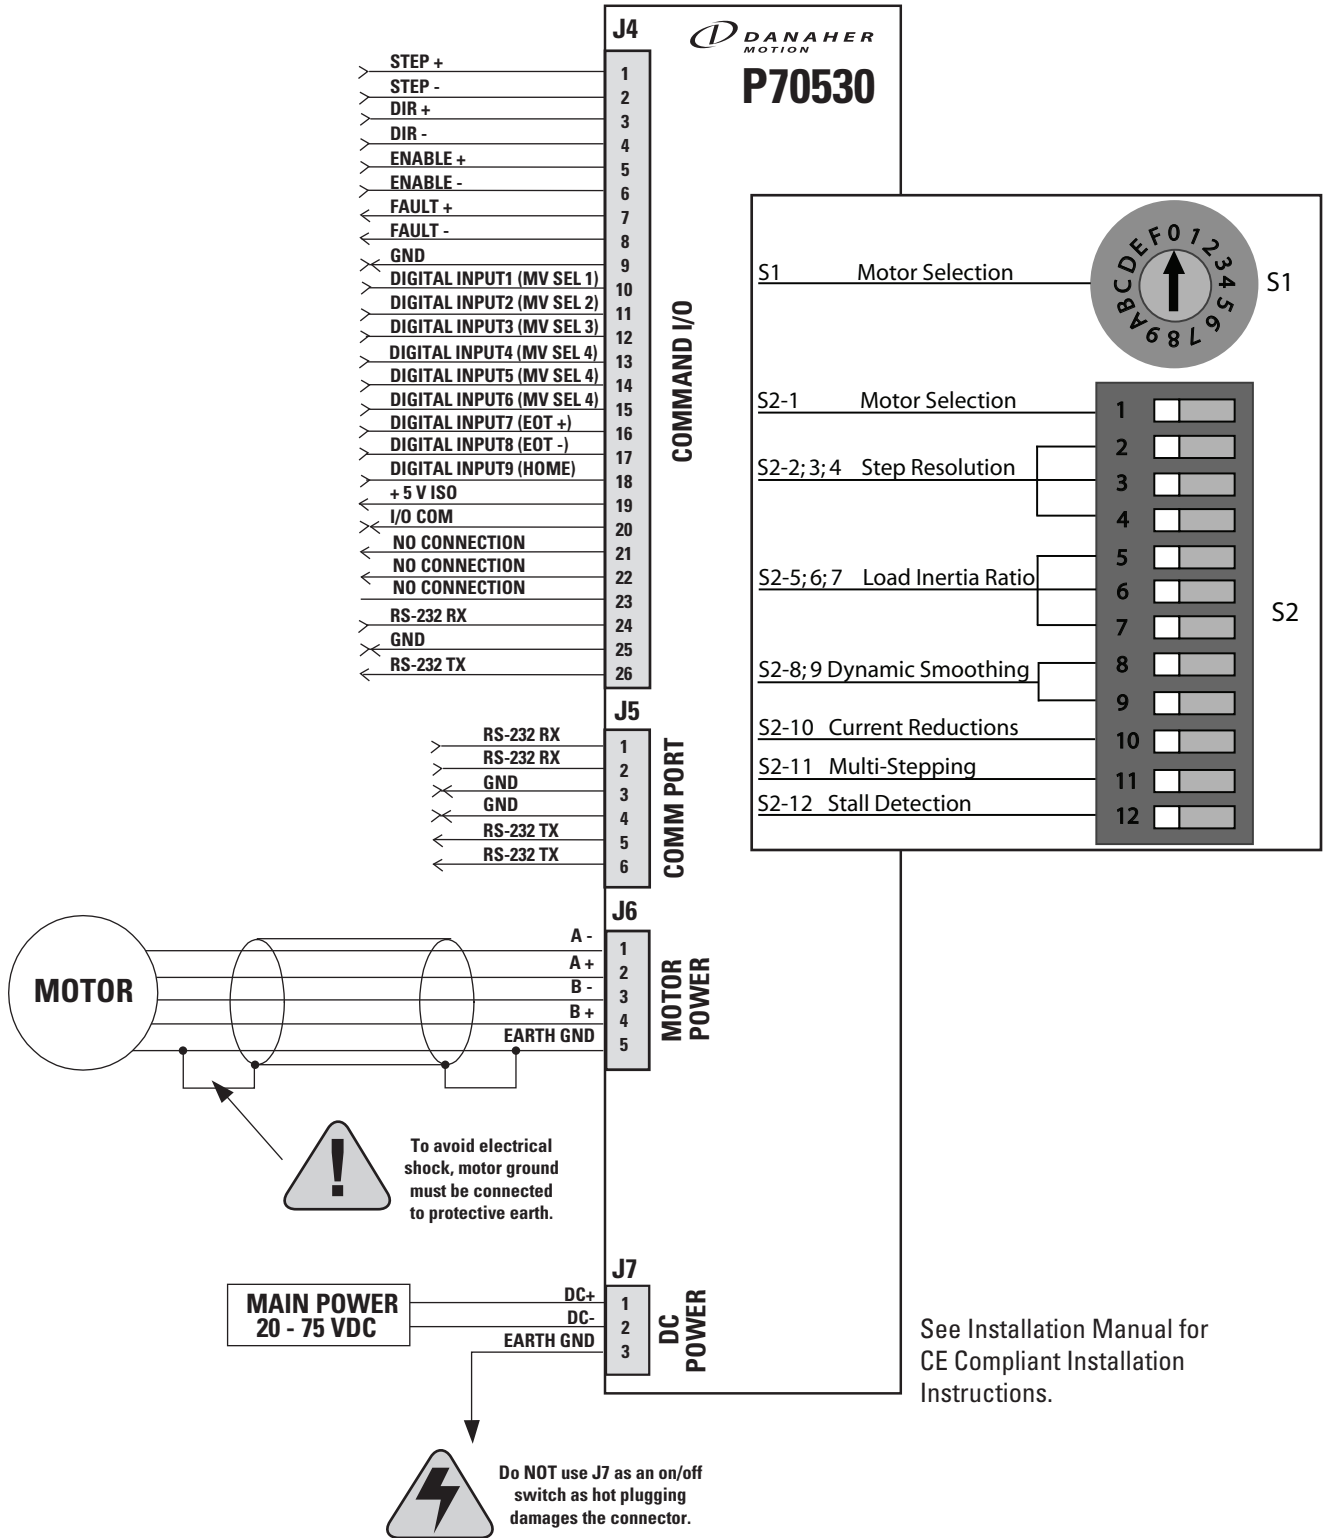 J4
DANAHER
MOTION
P70530
STEP + 1
STEP - 2
DIR + 3
DIR - 4
ENABLE + 5
ENABLE - 6
FAULT + 7
FAULT - 8
GND 9
DIGITAL INPUT1 (MV SEL 1) 10
DIGITAL INPUT2 (MV SEL 2) 11
DIGITAL INPUT3 (MV SEL 3) 12
DIGITAL INPUT4 (MV SEL 4) 13
DIGITAL INPUT5 (MV SEL 4) 14
DIGITAL INPUT6 (MV SEL 4) 15
DIGITAL INPUT7 (EOT +) 16
DIGITAL INPUT8 (EOT -) 17
DIGITAL INPUT9 (HOME) 18
+ 5 V ISO 19
I/O COM 20
NO CONNECTION 21
NO CONNECTION 22
NO CONNECTION 23
RS-232 RX 24
GND 25
RS-232 TX 26
COMMAND I/O
S1 Motor Selection
0 1 2 3 4 5 6 7 8 9 A B C D E F
S1
S2-1 Motor Selection
S2-2; 3; 4 Step Resolution
S2-5; 6; 7 Load Inertia Ratio
S2-8; 9 Dynamic Smoothing
S2-10 Current Reductions
S2-11 Multi-Stepping
S2-12 Stall Detection
1
2
3
4
5
6
7
8
9
10
11
12
S2
J5
RS-232 RX 1
RS-232 RX 2
GND 3
GND 4
RS-232 TX 5
RS-232 TX 6
COMM PORT
J6
MOTOR
A - 1
A + 2
B - 3
B + 4
EARTH GND 5
MOTOR
POWER
!
To avoid electrical
shock, motor ground
must be connected
to protective earth.
J7
MAIN POWER
20 - 75 VDC
DC+ 1
DC- 2
EARTH GND 3
DC
POWER
See Installation Manual for
CE Compliant Installation
Instructions.
Do NOT use J7 as an on/off
switch as hot plugging
damages the connector.